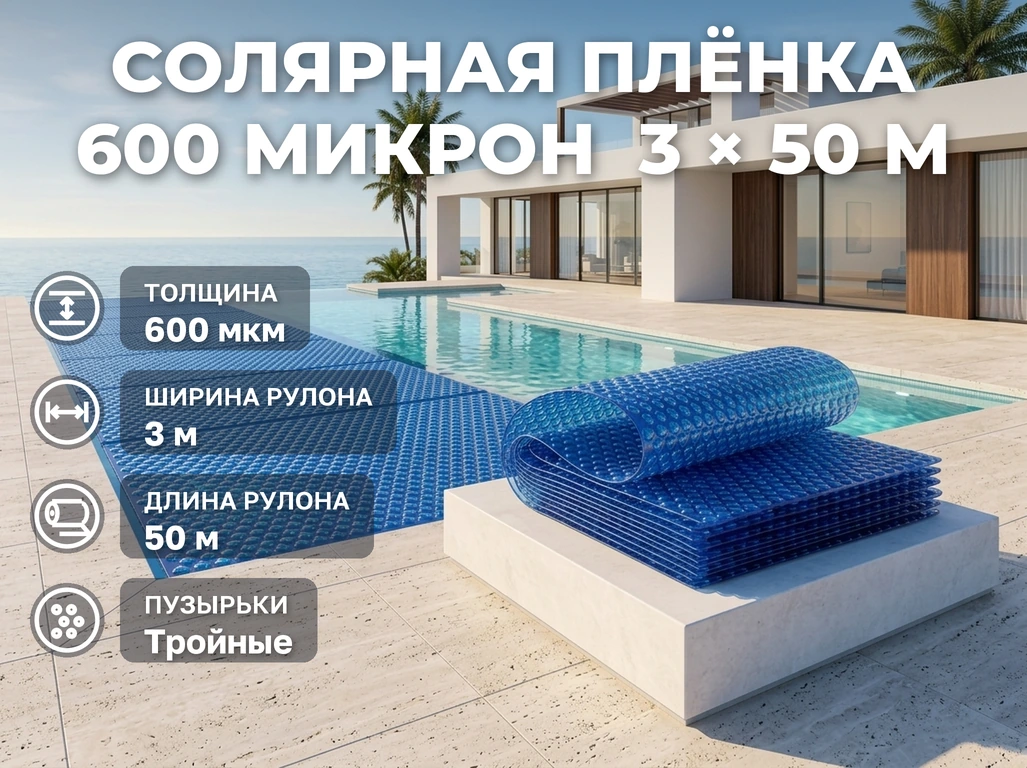 СОЛЯРНАЯ ПЛЁНКА
600 МИКРОН 3 × 50 М
ТОЛЩИНА
600 мкм
ШИРИНА РУЛОНА
3 м
ДЛИНА РУЛОНА
50 м
ПУЗЫРЬКИ
Тройные